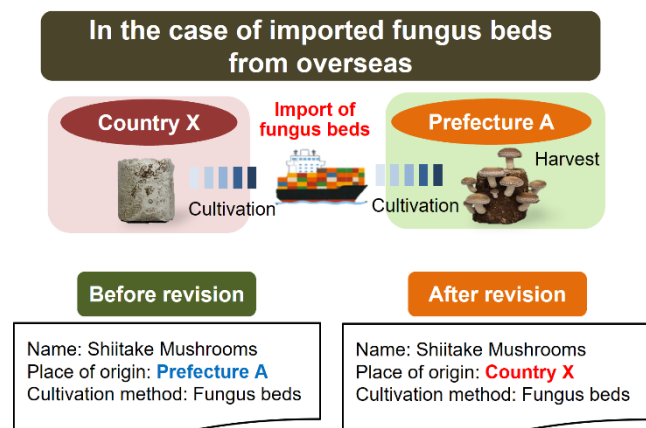 In the case of imported fungus beds
from overseas
Country X
Import of
fungus beds
Prefecture A
Harvest
Cultivation
Cultivation
Before revision
After revision
Name: Shiitake Mushrooms
Place of origin: Prefecture A
Cultivation method: Fungus beds
Name: Shiitake Mushrooms
Place of origin: Country X
Cultivation method: Fungus beds